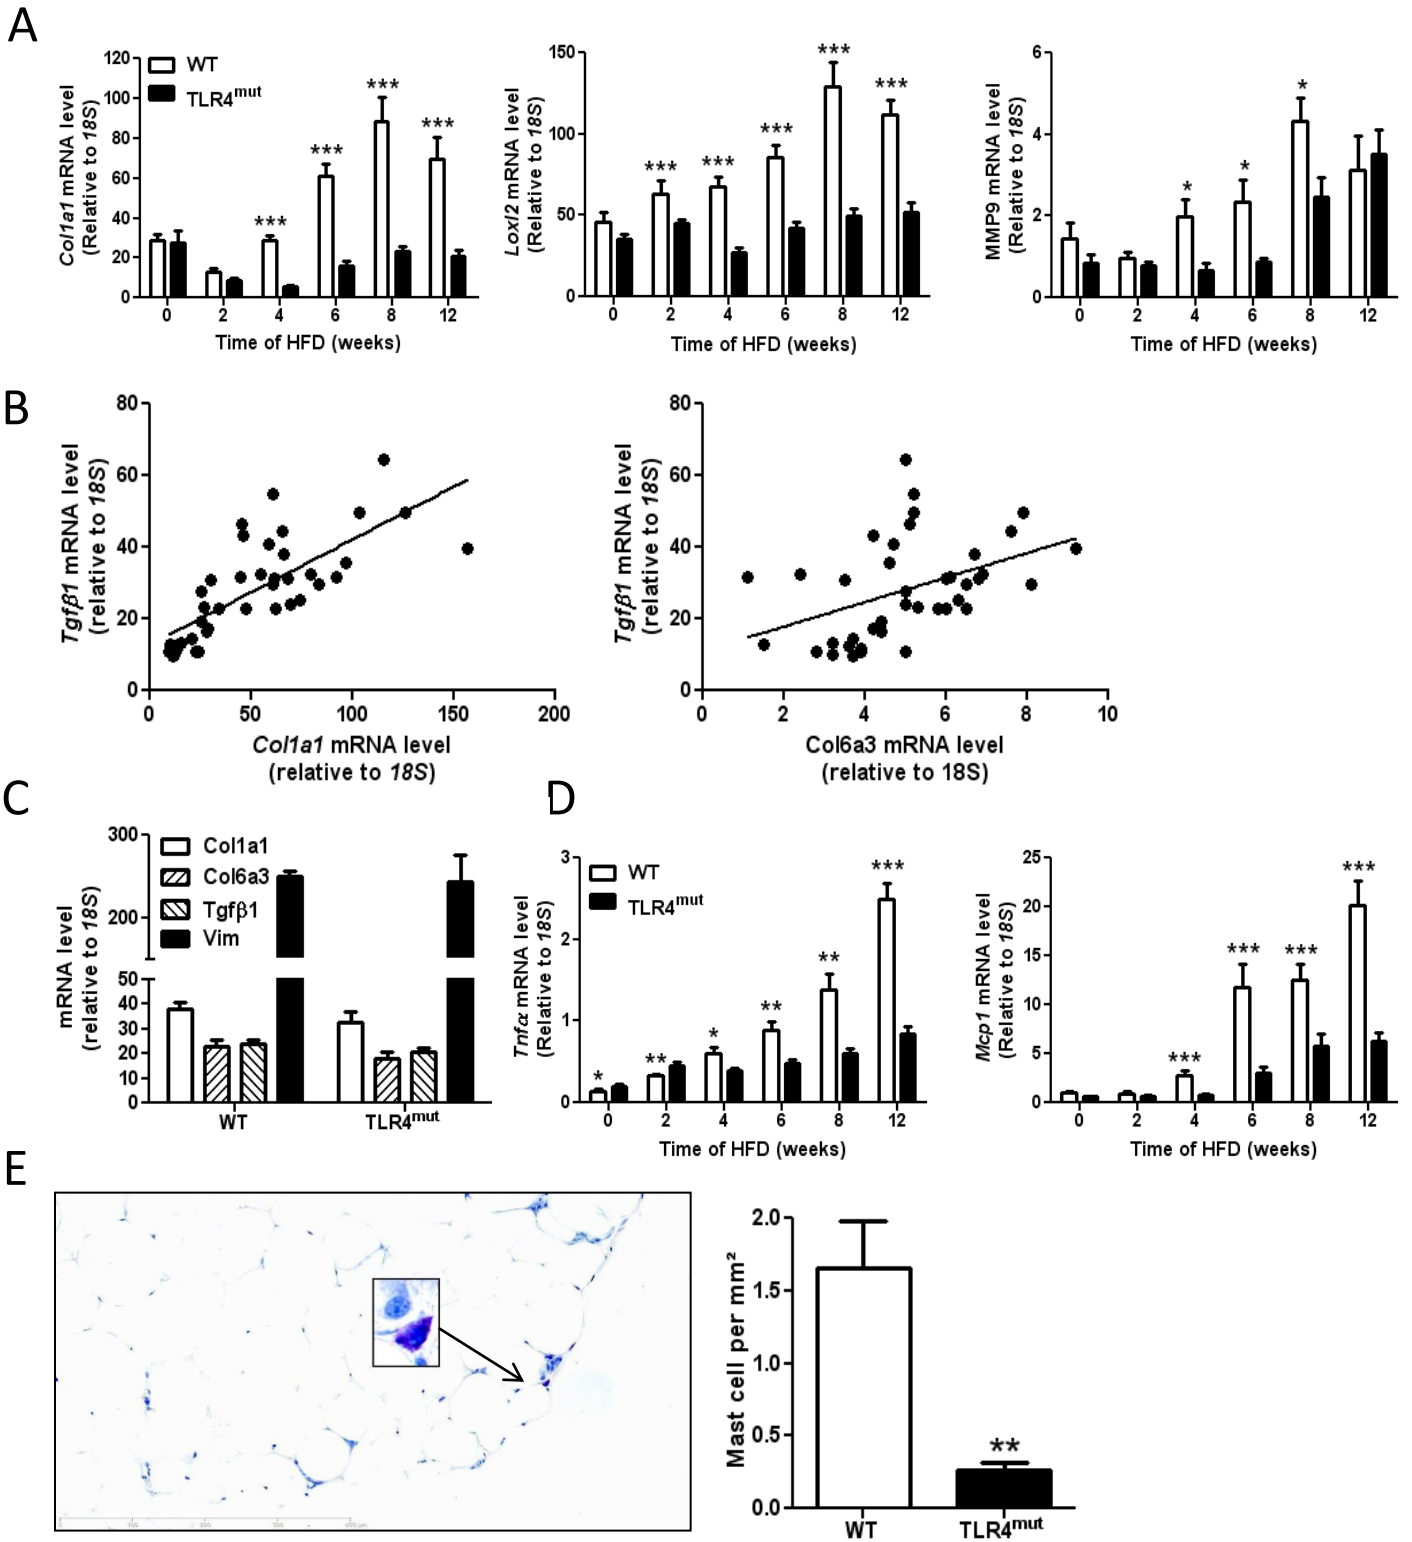 A
Col1a1 mRNA level
(Relative to 18S)
120
100
80
60
40
20
0
WT
TLR4mut
***
***
***
***
0 2 4 6 8 12
Time of HFD (weeks)
Loxl2 mRNA level
(Relative to 18S)
150
100
50
0
***
***
***
***
***
0 2 4 6 8 12
Time of HFD (weeks)
MMP9 mRNA level
(Relative to 18S)
6
4
2
0
*
*
*
0 2 4 6 8 12
Time of HFD (weeks)
B
Tgfβ1 mRNA level
(relative to 18S)
80
60
40
20
0
0 50 100 150 200
Col1a1 mRNA level
(relative to 18S)
Tgfβ1 mRNA level
(relative to 18S)
80
60
40
20
0
0 2 4 6 8 10
Col6a3 mRNA level
(relative to 18S)
C
mRNA level
(relative to 18S)
300
200
50
40
30
20
10
0
Col1a1
Col6a3
Tgfβ1
Vim
WT TLR4mut
D
Tnfα mRNA level
(Relative to 18S)
3
2
1
0
WT
TLR4mut
*
**
*
**
**
***
0 2 4 6 8 12
Time of HFD (weeks)
Mcp1 mRNA level
(Relative to 18S)
25
20
15
10
5
0
***
***
***
***
0 2 4 6 8 12
Time of HFD (weeks)
E
Mast cell per mm²
2.0
1.5
1.0
0.5
0.0
**
WT TLR4mut